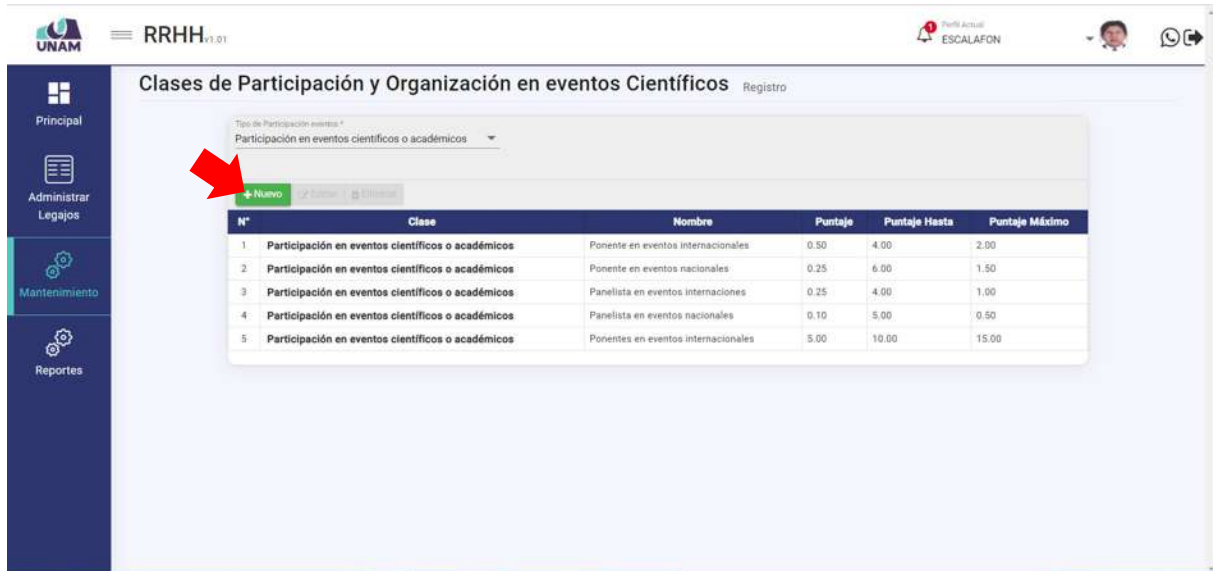 UNAM
RRHH v1.01
1
Perfil Actual
ESCALAFON
Principal
Administrar
Legajos
Mantenimiento
Reportes
Clases de Participación y Organización en eventos Científicos Registro
Tipo de Participación eventos *
Participación en eventos científicos o académicos
+ Nuevo Editar Eliminar
N° Clase Nombre Puntaje Puntaje Hasta Puntaje Máximo
1 Participación en eventos científicos o académicos Ponente en eventos internacionales 0.50 4.00 2.00
2 Participación en eventos científicos o académicos Ponente en eventos nacionales 0.25 6.00 1.50
3 Participación en eventos científicos o académicos Panelista en eventos internaciones 0.25 4.00 1.00
4 Participación en eventos científicos o académicos Panelista en eventos nacionales 0.10 5.00 0.50
5 Participación en eventos científicos o académicos Ponentes en eventos internacionales 5.00 10.00 15.00